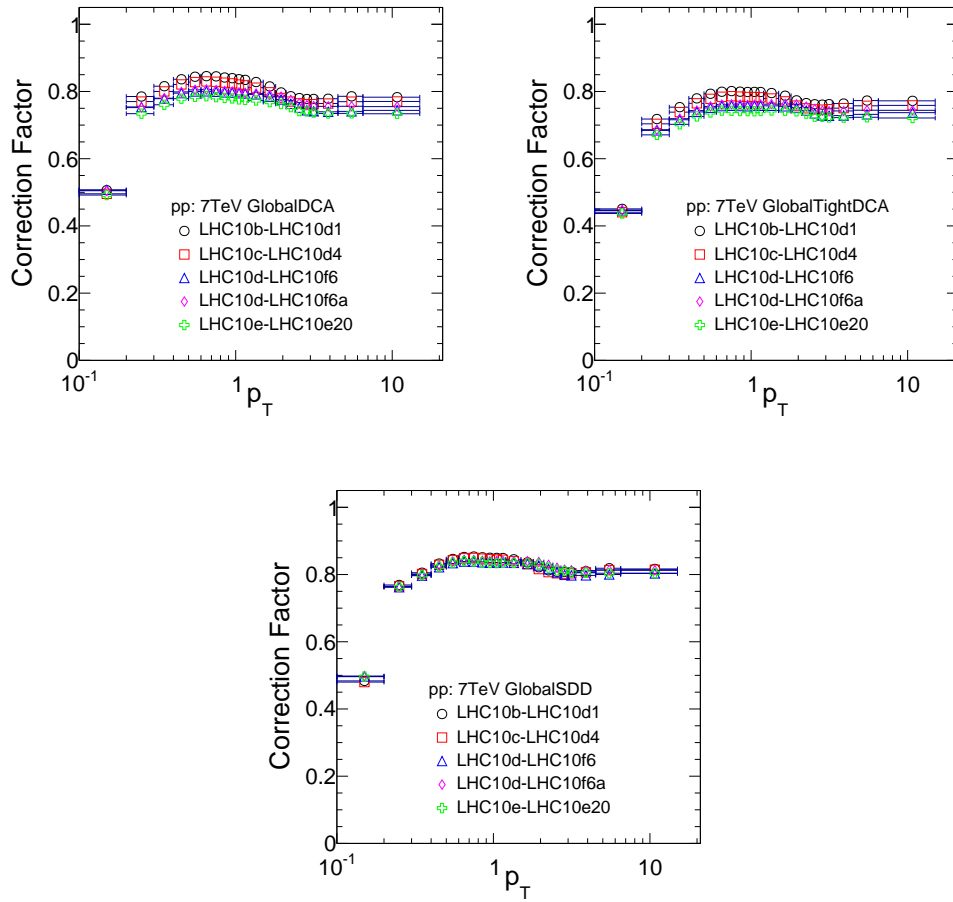 1
0.8
0.6
0.4
0.2
0
Correction Factor
pp: 7TeV GlobalDCA
LHC10b-LHC10d1
LHC10c-LHC10d4
LHC10d-LHC10f6
LHC10d-LHC10f6a
LHC10e-LHC10e20
10-1
1
10
pT
1
0.8
0.6
0.4
0.2
0
Correction Factor
pp: 7TeV GlobalTightDCA
LHC10b-LHC10d1
LHC10c-LHC10d4
LHC10d-LHC10f6
LHC10d-LHC10f6a
LHC10e-LHC10e20
10-1
1
10
pT
1
0.8
0.6
0.4
0.2
0
Correction Factor
pp: 7TeV GlobalSDD
LHC10b-LHC10d1
LHC10c-LHC10d4
LHC10d-LHC10f6
LHC10d-LHC10f6a
LHC10e-LHC10e20
10-1
1
10
pT